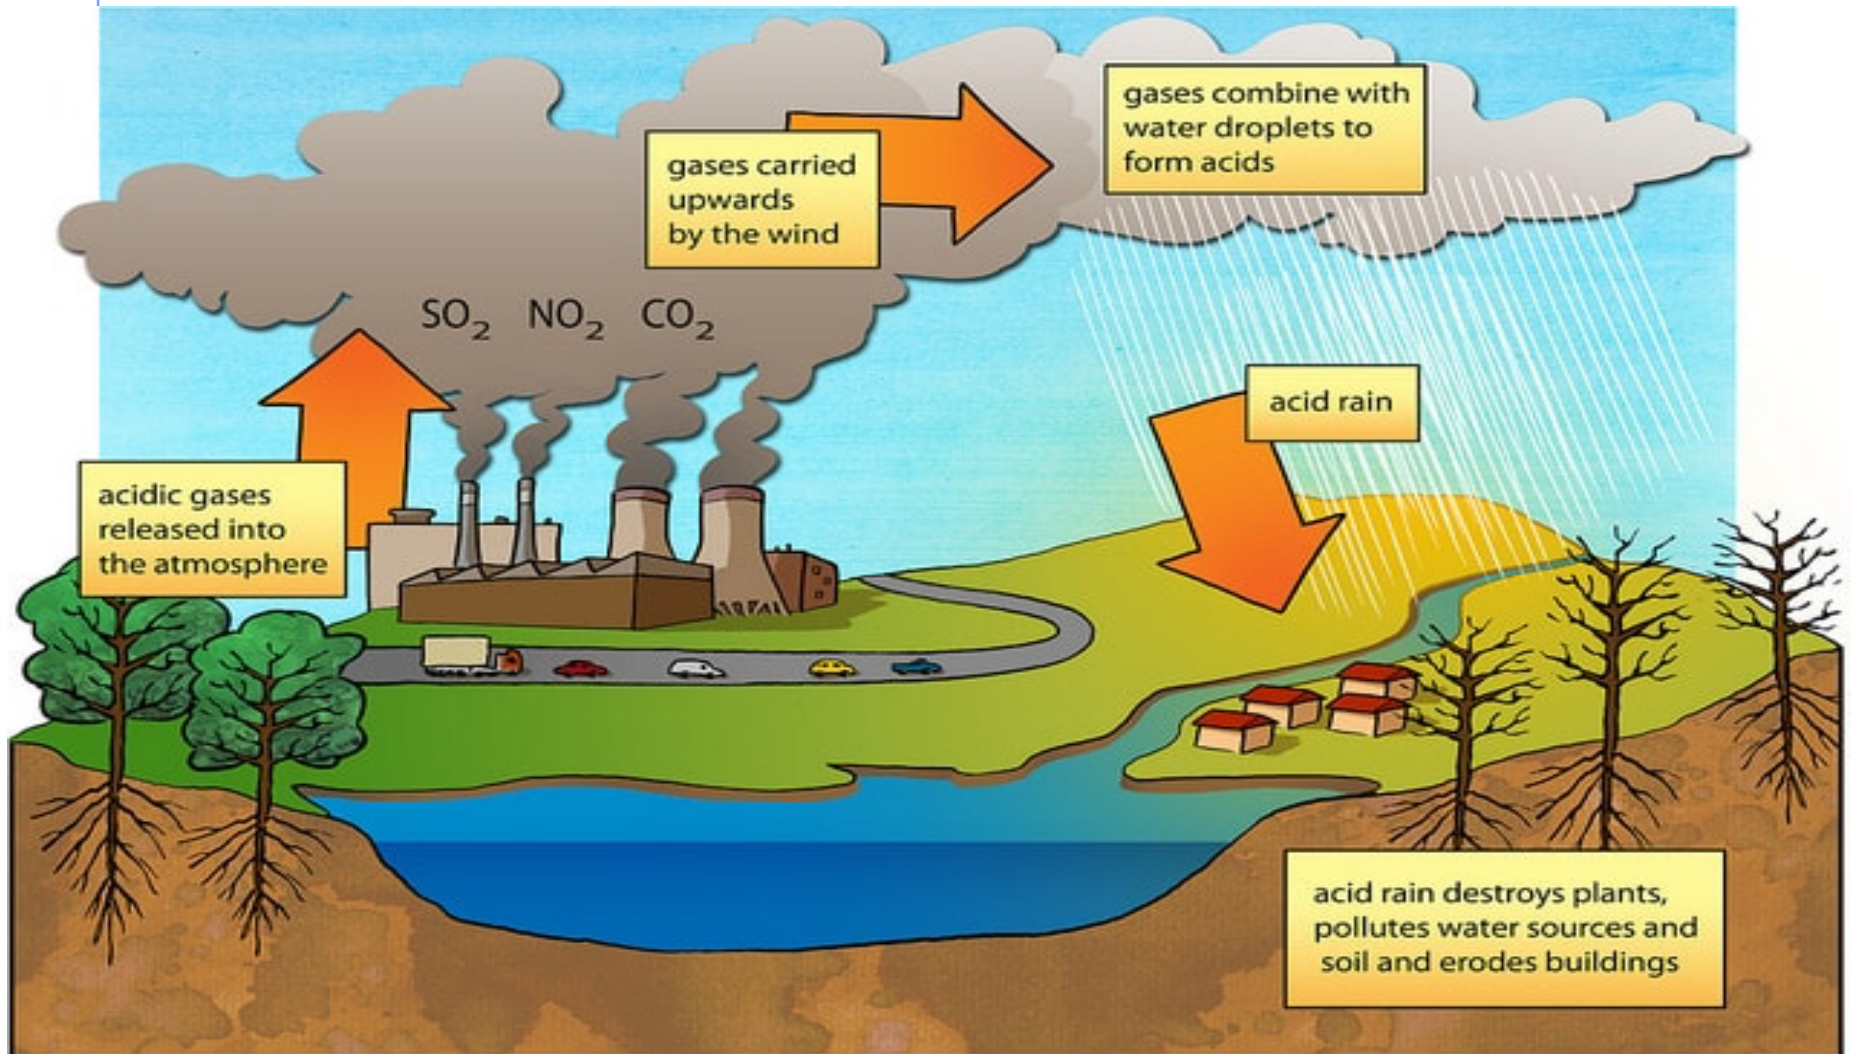 gases combine with
water droplets to
form acids
gases carried
upwards
by the wind
SO₂ NO₂ CO₂
acid rain
acidic gases
released into
the atmosphere
acid rain destroys plants,
pollutes water sources and
soil and erodes buildings